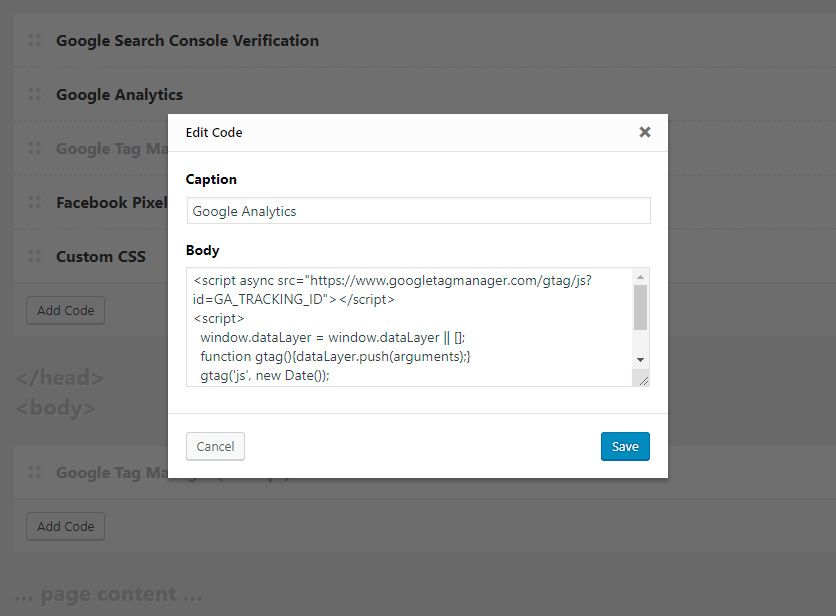 Google Search Console Verification
Google Analytics
Google Tag Ma
Facebook Pixel
Custom CSS
Add Code
</head>
<body>
Google Tag Ma
Add Code
... page content ...
Edit Code
Caption
Google Analytics
Body
<script async src="https://www.googletagmanager.com/gtag/js?
id=GA_TRACKING_ID"></script>
<script>
window.dataLayer = window.dataLayer || [];
function gtag(){dataLayer.push(arguments);}
gtag('js', new Date());
Cancel
Save